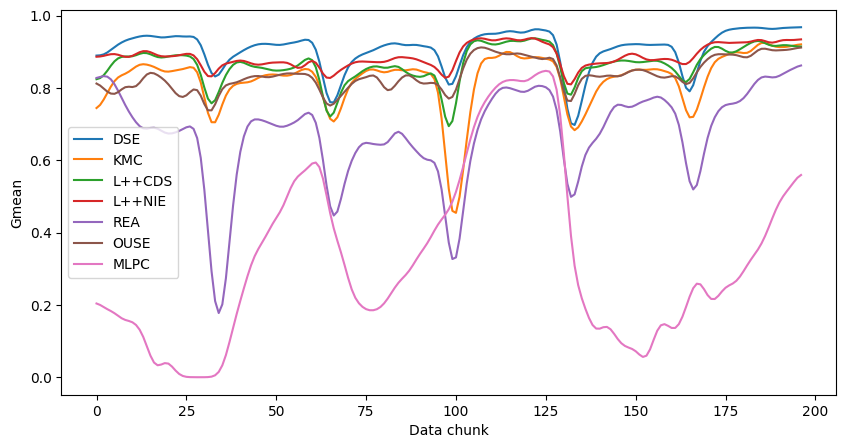 1.0
0.8
0.6
0.4
0.2
0.0
Gmean
DSE
KMC
L++CDS
L++NIE
REA
OUSE
MLPC
0 25 50 75 100 125 150 175 200
Data chunk